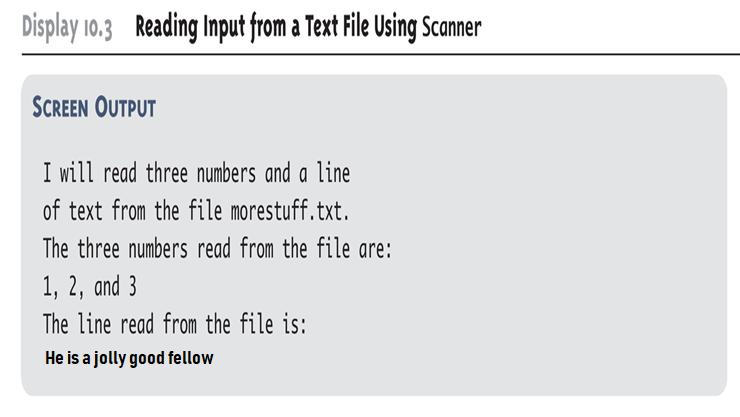 Display 10.3 Reading Input from a Text File Using Scanner
SCREEN OUTPUT
I will read three numbers and a line
of text from the file morestuff.txt.
The three numbers read from the file are:
1, 2, and 3
The line read from the file is:
He is a jolly good fellow